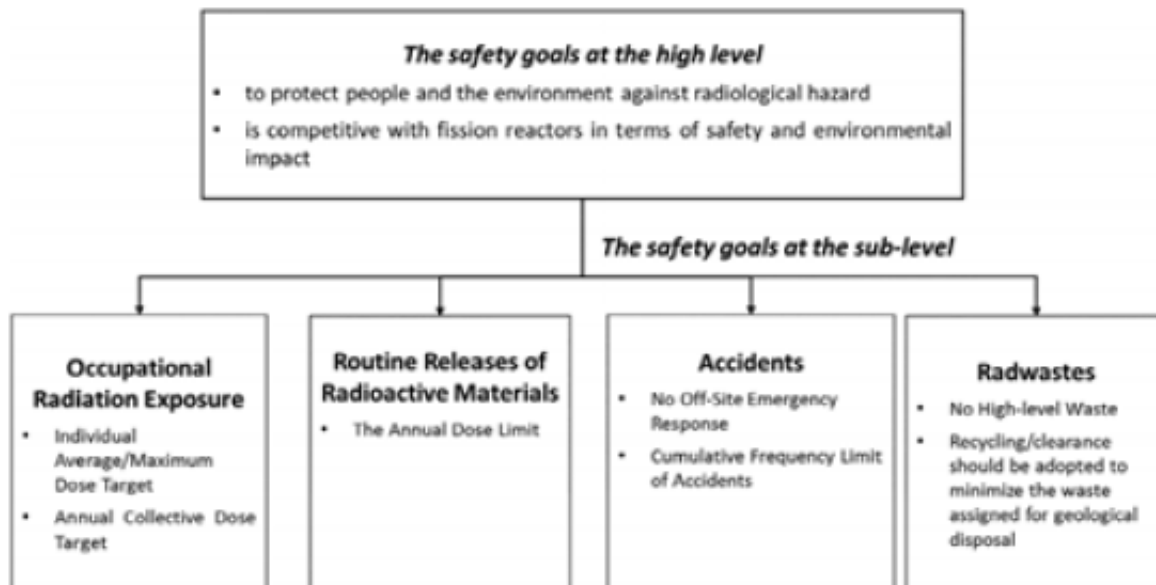 The safety goals at the high level
• to protect people and the environment against radiological hazard
• is competitive with fission reactors in terms of safety and environmental
impact
The safety goals at the sub-level
Occupational
Radiation Exposure
• Individual
Average/Maximum
Dose Target
• Annual Collective Dose
Target
Routine Releases of
Radioactive Materials
• The Annual Dose Limit
Accidents
• No Off-Site Emergency
Response
• Cumulative Frequency Limit
of Accidents
Radwastes
• No High-level Waste
• Recycling/clearance
should be adopted to
minimize the waste
assigned for geological
disposal